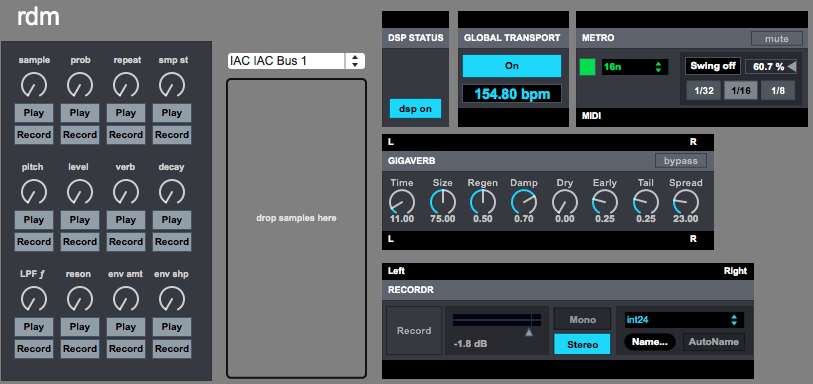 rdm
sample prob repeat smp st
Play Play Play Play
Record Record Record Record
pitch level verb decay
Play Play Play Play
Record Record Record Record
LPF ƒ reson env amt env shp
Play Play Play Play
Record Record Record Record
IAC IAC Bus 1
drop samples here
DSP STATUS
dsp on
GLOBAL TRANSPORT
On
154.80 bpm
METRO mute
16n Swing off 60.7 %
1/32 1/16 1/8
MIDI
L R
GIGAVERB bypass
Time Size Regen Damp Dry Early Tail Spread
11.00 75.00 0.50 0.70 0.00 0.25 0.25 23.00
L R
Left Right
RECORDR
Record
-1.8 dB
Mono
Stereo
int24
Name... AutoName